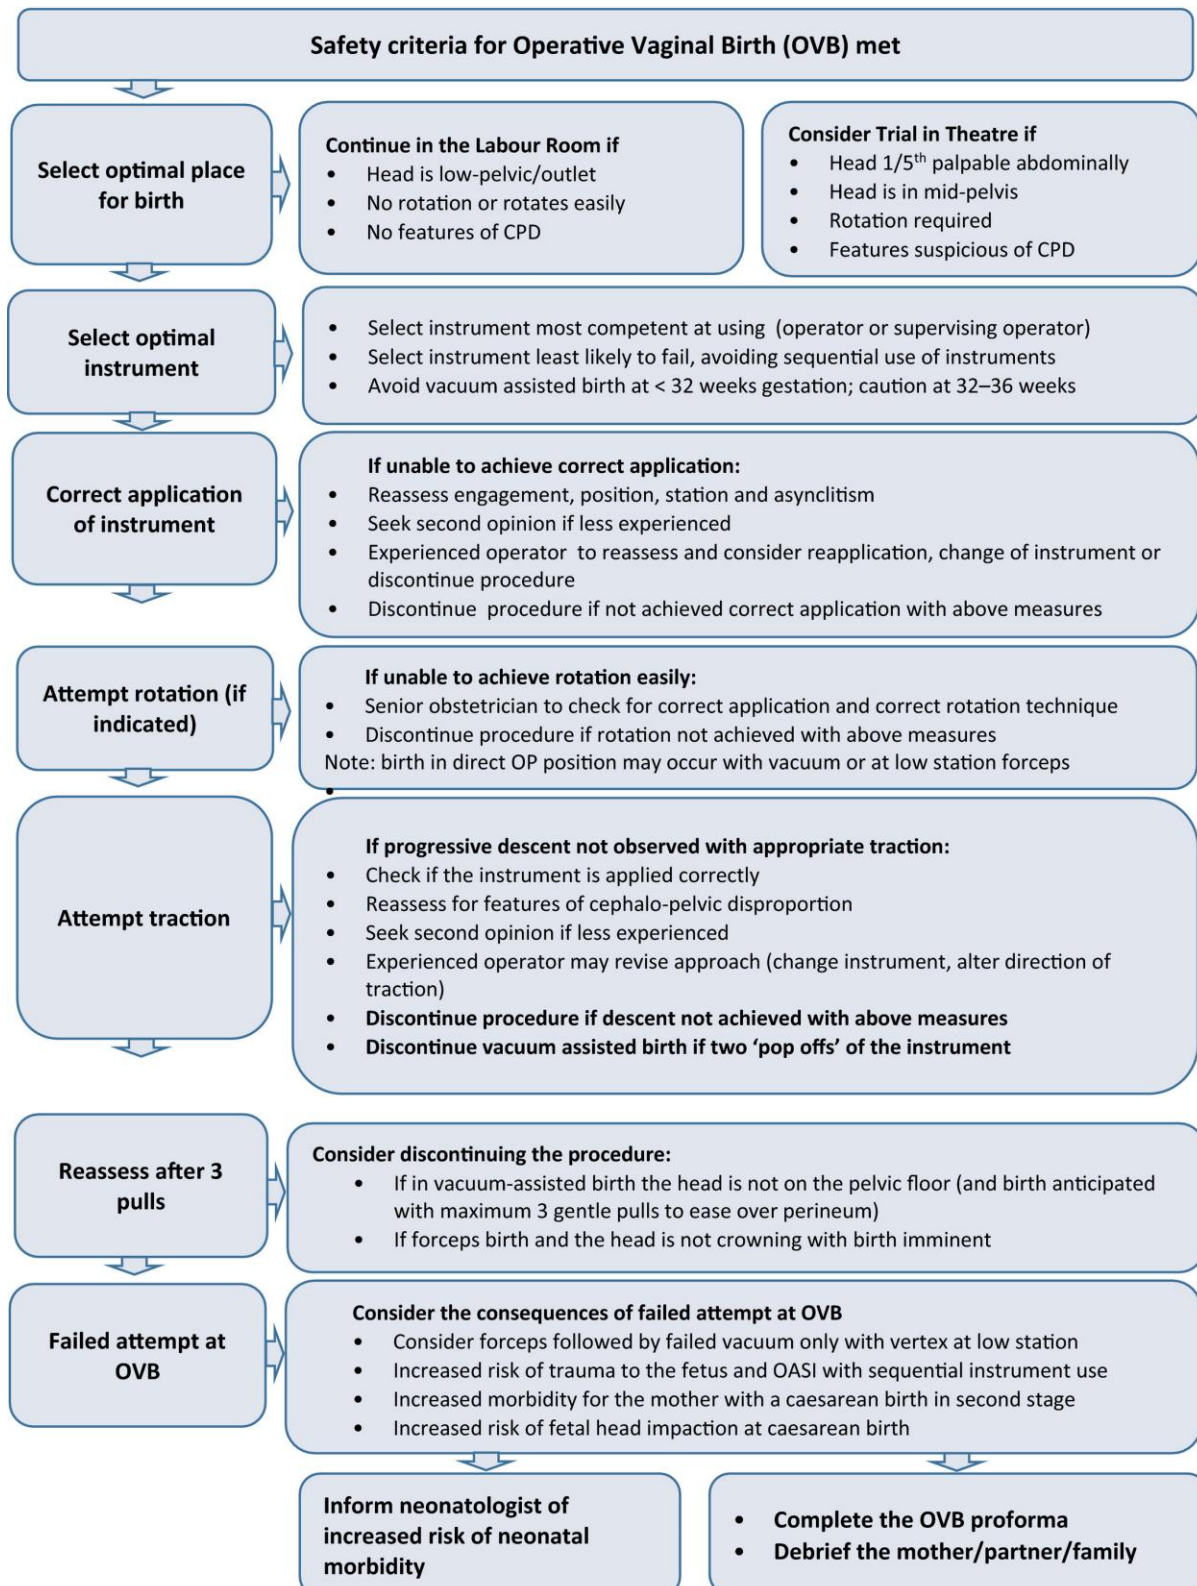 Safety criteria for Operative Vaginal Birth (OVB) met
Select optimal place
for birth
Continue in the Labour Room if
• Head is low-pelvic/outlet
• No rotation or rotates easily
• No features of CPD
Consider Trial in Theatre if
• Head 1/5th palpable abdominally
• Head is in mid-pelvis
• Rotation required
• Features suspicious of CPD
Select optimal
instrument
• Select instrument most competent at using (operator or supervising operator)
• Select instrument least likely to fail, avoiding sequential use of instruments
• Avoid vacuum assisted birth at < 32 weeks gestation; caution at 32–36 weeks
Correct application
of instrument
If unable to achieve correct application:
• Reassess engagement, position, station and asynclitism
• Seek second opinion if less experienced
• Experienced operator to reassess and consider reapplication, change of instrument or
discontinue procedure
• Discontinue procedure if not achieved correct application with above measures
Attempt rotation (if
indicated)
If unable to achieve rotation easily:
• Senior obstetrician to check for correct application and correct rotation technique
• Discontinue procedure if rotation not achieved with above measures
Note: birth in direct OP position may occur with vacuum or at low station forceps
•
Attempt traction
If progressive descent not observed with appropriate traction:
• Check if the instrument is applied correctly
• Reassess for features of cephalo-pelvic disproportion
• Seek second opinion if less experienced
• Experienced operator may revise approach (change instrument, alter direction of
traction)
• Discontinue procedure if descent not achieved with above measures
• Discontinue vacuum assisted birth if two ‘pop offs’ of the instrument
Reassess after 3
pulls
Consider discontinuing the procedure:
• If in vacuum-assisted birth the head is not on the pelvic floor (and birth anticipated
with maximum 3 gentle pulls to ease over perineum)
• If forceps birth and the head is not crowning with birth imminent
Failed attempt at
OVB
Consider the consequences of failed attempt at OVB
• Consider forceps followed by failed vacuum only with vertex at low station
• Increased risk of trauma to the fetus and OASI with sequential instrument use
• Increased morbidity for the mother with a caesarean birth in second stage
• Increased risk of fetal head impaction at caesarean birth
Inform neonatologist of
increased risk of neonatal
morbidity
• Complete the OVB proforma
• Debrief the mother/partner/family